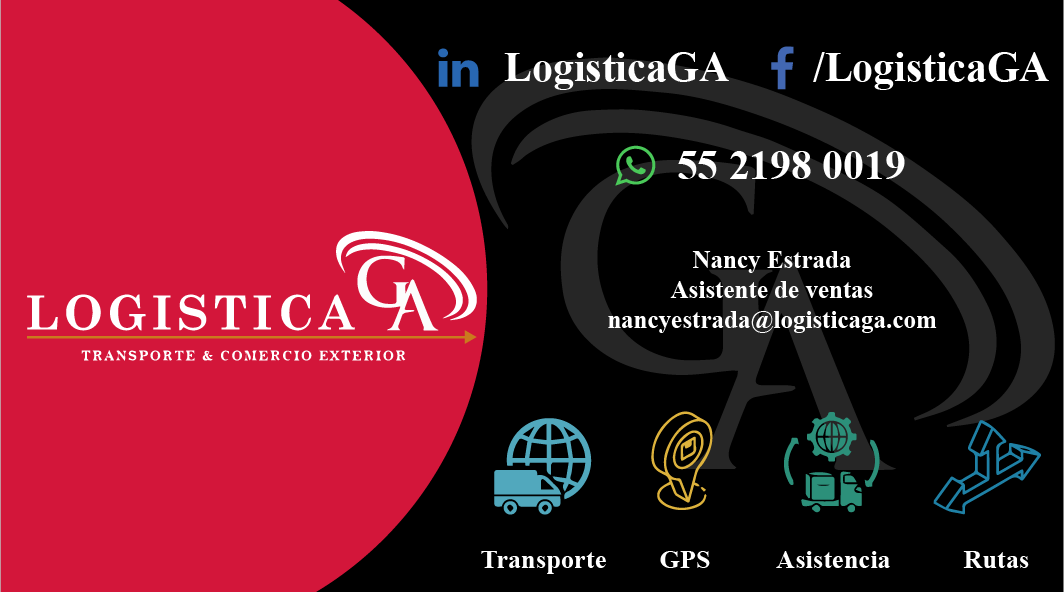 LogisticaGA /LogisticaGA
55 2198 0019
Nancy Estrada
Asistente de ventas
nancyestrada@logisticaga.com
LOGISTICA GA
TRANSPORTE & COMERCIO EXTERIOR
Transporte GPS Asistencia Rutas